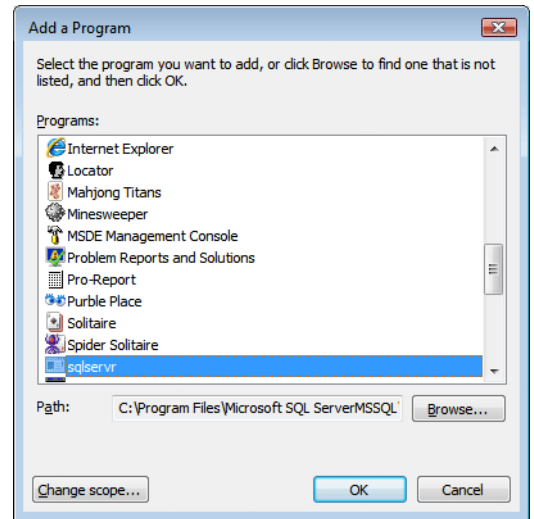 Add a Program
Select the program you want to add, or click Browse to find one that is not
listed, and then click OK.
Programs:
Internet Explorer
Locator
Mahjong Titans
Minesweeper
MSDE Management Console
Problem Reports and Solutions
Pro-Report
Purble Place
Solitaire
Spider Solitaire
sqlservr
Path: C:\Program Files\Microsoft SQL ServerMSSQL Browse...
Change scope... OK Cancel